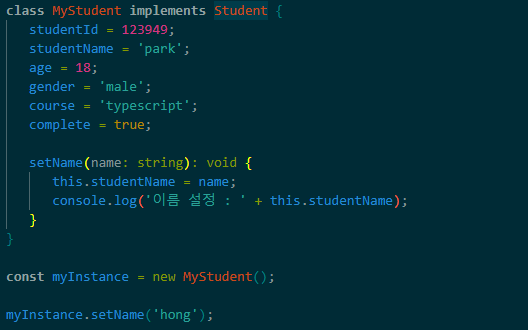 class MyStudent implements Student {
studentId = 123949;
studentName = 'park';
age = 18;
gender = 'male';
course = 'typescript';
complete = true;
setName(name: string): void {
this.studentName = name;
console.log('이름 설정 : ' + this.studentName);
}
}
const myInstance = new MyStudent();
myInstance.setName('hong');